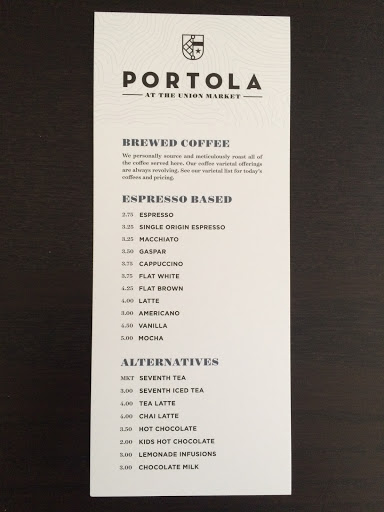 PORTOLA
AT THE UNION MARKET
BREWED COFFEE
We personally source and meticulously roast all of
the coffee served here. Our coffee varietal offerings
are always revolving. See our varietal list for today's
coffees and pricing.
ESPRESSO BASED
2.75 ESPRESSO
3.25 SINGLE ORIGIN ESPRESSO
3.25 MACCHIATO
3.50 GASPAR
3.75 CAPPUCCINO
3.75 FLAT WHITE
4.25 FLAT BROWN
4.00 LATTE
3.00 AMERICANO
4.50 VANILLA
5.00 MOCHA
ALTERNATIVES
MKT SEVENTH TEA
3.00 SEVENTH ICED TEA
4.00 TEA LATTE
4.00 CHAI LATTE
3.50 HOT CHOCOLATE
2.00 KIDS HOT CHOCOLATE
3.00 LEMONADE INFUSIONS
3.00 CHOCOLATE MILK